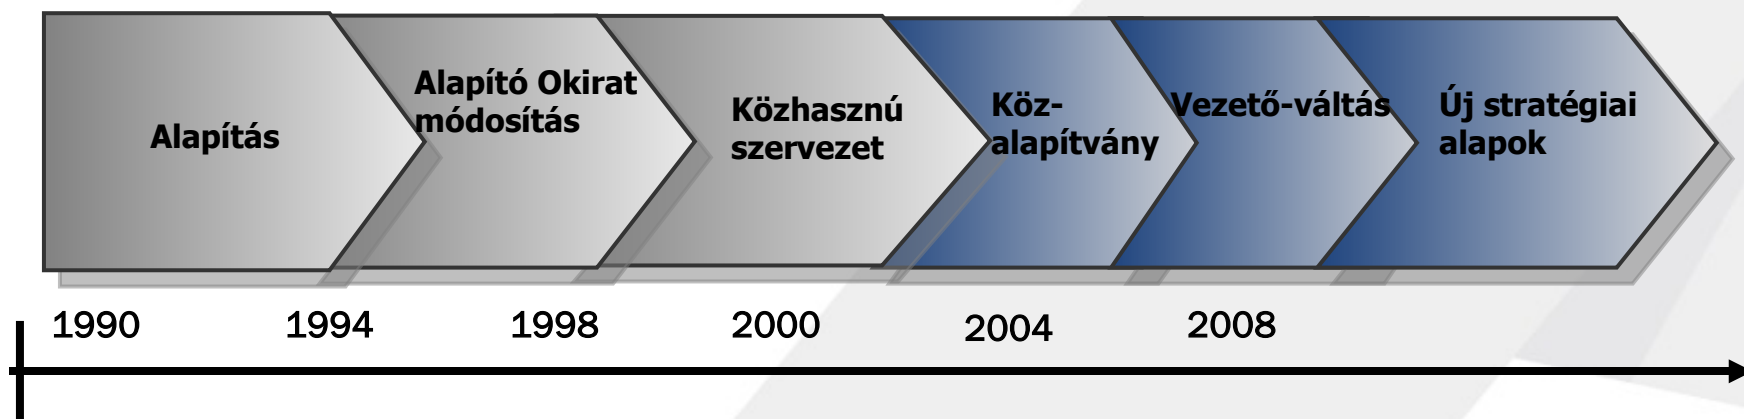 Alapítás
Alapító Okirat
módosítás
Közhasznú
szervezet
Köz-
alapítvány
Vezető-váltás
Új stratégiai
alapok
1990
1994
1998
2000
2004
2008